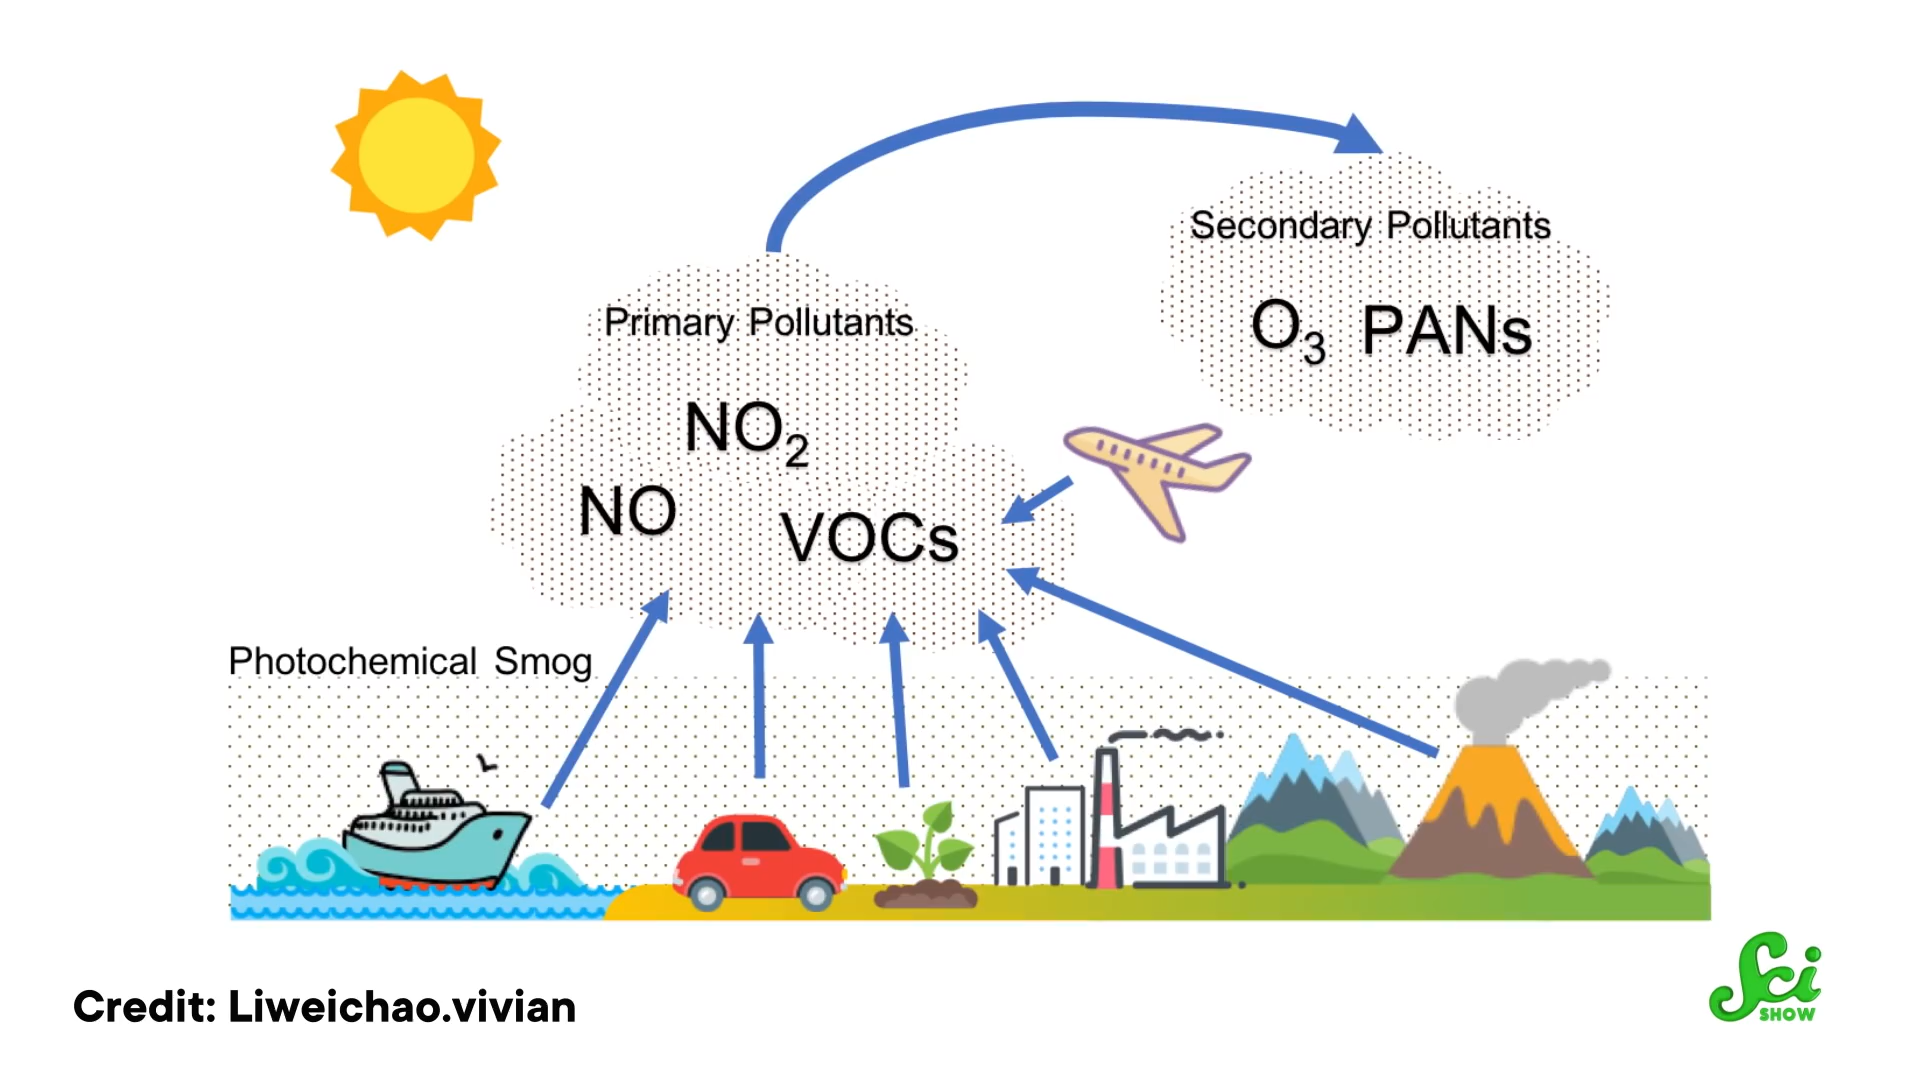 Secondary Pollutants
O₃ PANs
Primary Pollutants
NO₂
NO
VOCs
Photochemical Smog
Credit: Liweichao.vivian
Sci
SHOW